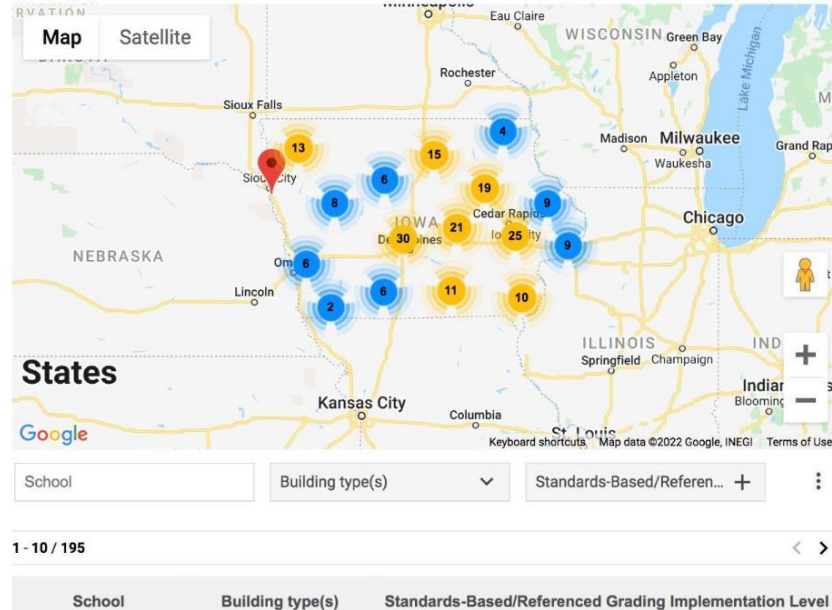 Minneapolis
Eau Claire
WISCONSIN
Green Bay
Map
Satellite
DAKOTA
Appleton
Lake Michigan
Rochester
Sioux Falls
4
Madison
Milwaukee
Grand Rap
Waukesha
13
15
6
Sioux City
19
8
9
IOWA
Cedar Rapids
Chicago
21
30
Des Moines
25
Iowa City
9
NEBRASKA
6
Om
Lincoln
2
6
11
10
ILLINOIS
IND
Springfield
Champaign
States
Indian
Blooming
Kansas City
Columbia
St. Louis
Google
Keyboard shortcuts
Map data ©2022 Google, INEGI
Terms of Use
School
Building type(s)
Standards-Based/Referen...
1 - 10 / 195
School
Building type(s)
Standards-Based/Referenced Grading Implementation Level